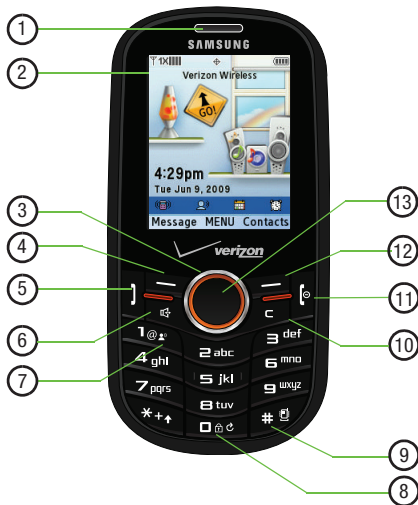 1
2
SAMSUNG
1X
Verizon Wireless
GO!
4:29pm
Tue Jun 9, 2009
Message MENU Contacts
3
13
4
verizon
12
5
11
6
C
10
7
1@
2abc
3 def
4 ghi
5 jkl
6 mno
7 pqrs
8 tuv
9 wxyz
*+
0
#
9
8